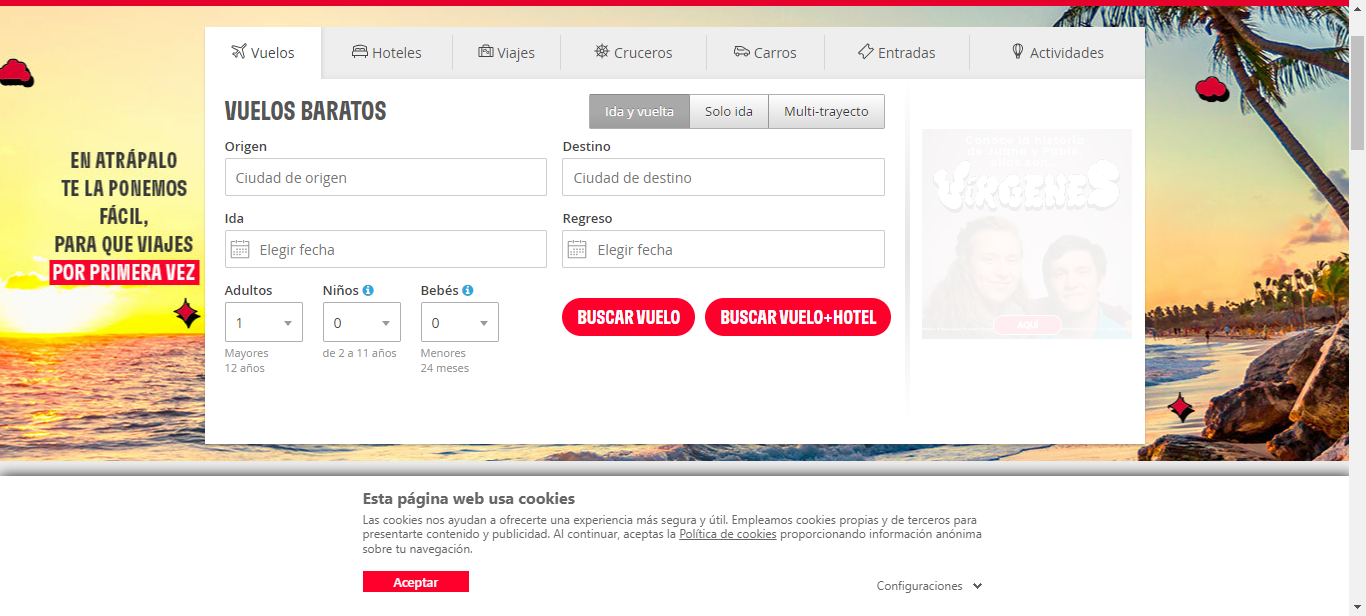 Vuelos
Hoteles
Viajes
Cruceros
Carros
Entradas
Actividades
EN ATRÁPALO
TE LA PONEMOS
FÁCIL,
PARA QUE VIAJES
POR PRIMERA VEZ
VUELOS BARATOS
Ida y vuelta
Solo ida
Multi-trayecto
Origen
Destino
Ciudad de origen
Ciudad de destino
Ida
Regreso
Elegir fecha
Elegir fecha
Adultos
Niños
Bebés
1
0
0
Mayores
12 años
de 2 a 11 años
Menores
24 meses
BUSCAR VUELO
BUSCAR VUELO+HOTEL
Conoce la historia
VÍRGENES
AQUÍ
Esta página web usa cookies
Las cookies nos ayudan a ofrecerte una experiencia más segura y útil. Empleamos cookies propias y de terceros para
presentarte contenido y publicidad. Al continuar, aceptas la Política de cookies proporcionando información anónima
sobre tu navegación.
Aceptar
Configuraciones